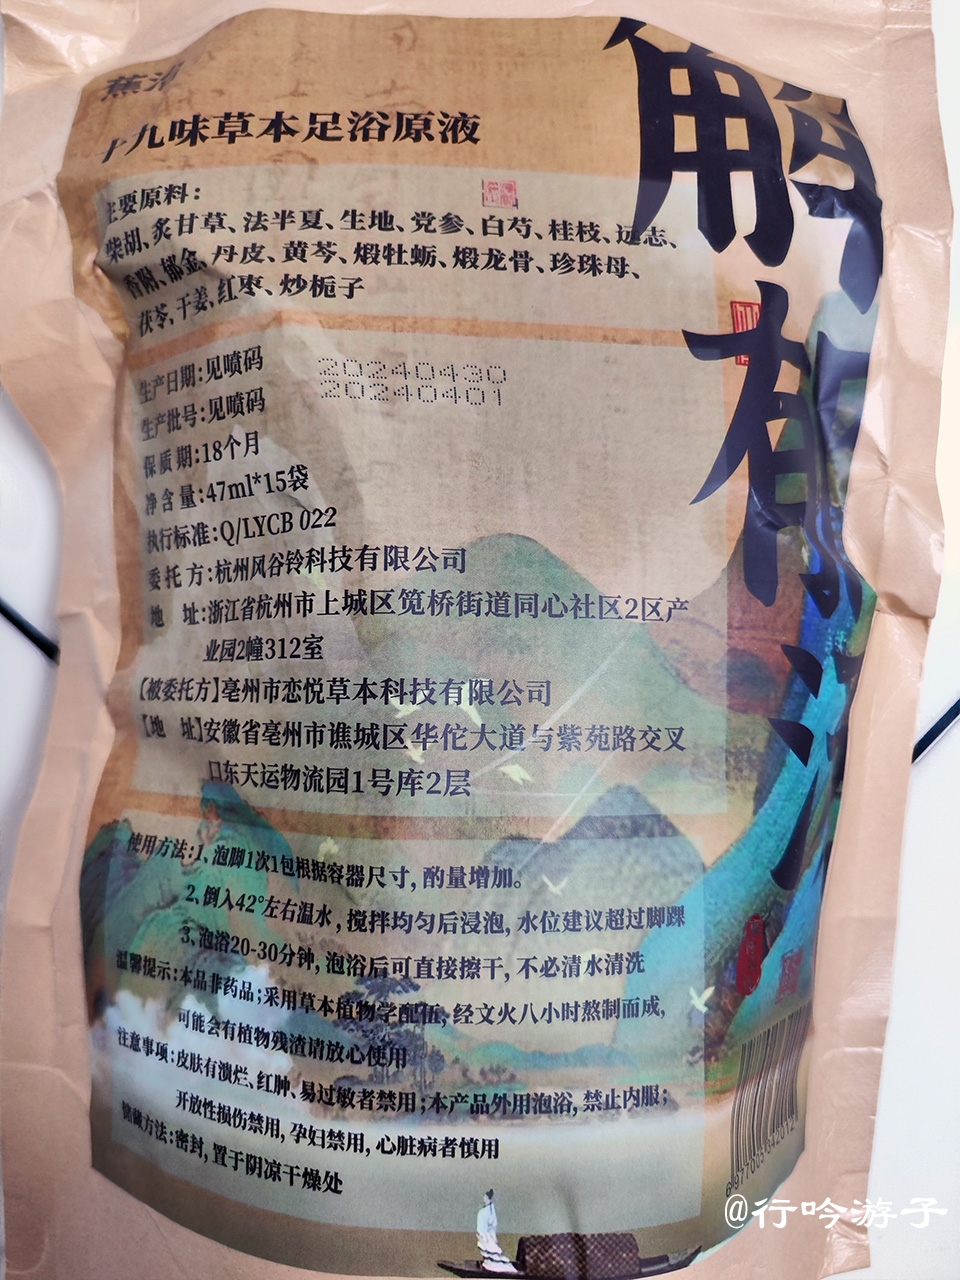 解有
十九味草本足浴原液
主要原料：
柴胡、炙甘草、法半夏、生地、党参、白芍、桂枝、远志、
香附、郁金、丹皮、黄芩、煅牡蛎、煅龙骨、珍珠母、
茯苓、干姜、红枣、炒栀子
生产日期:见喷码 20240430
生产批号:见喷码 20240401
保质期:18个月
净含量:47ml*15袋
执行标准:Q/LYCB 022
委托方:杭州风谷铃科技有限公司
地 址:浙江省杭州市上城区笕桥街道同心社区2区产
业园2幢312室
【被委托方】亳州市恋悦草本科技有限公司
【地 址】安徽省亳州市谯城区华佗大道与紫苑路交叉
口东天运物流园1号库2层
使用方法:1、泡脚1次1包根据容器尺寸,酌量增加。
2、倒入42°左右温水,搅拌均匀后浸泡,水位建议超过脚踝
3、泡浴20-30分钟,泡浴后可直接擦干,不必清水清洗
温馨提示:本品非药品;采用草本植物学配伍,经文火八小时熬制而成,
可能会有植物残渣请放心使用
注意事项:皮肤有溃烂、红肿、易过敏者禁用;本产品外用泡浴,禁止内服;
开放性损伤禁用,孕妇禁用,心脏病者慎用
储藏方法:密封,置于阴凉干燥处
@行吟游子